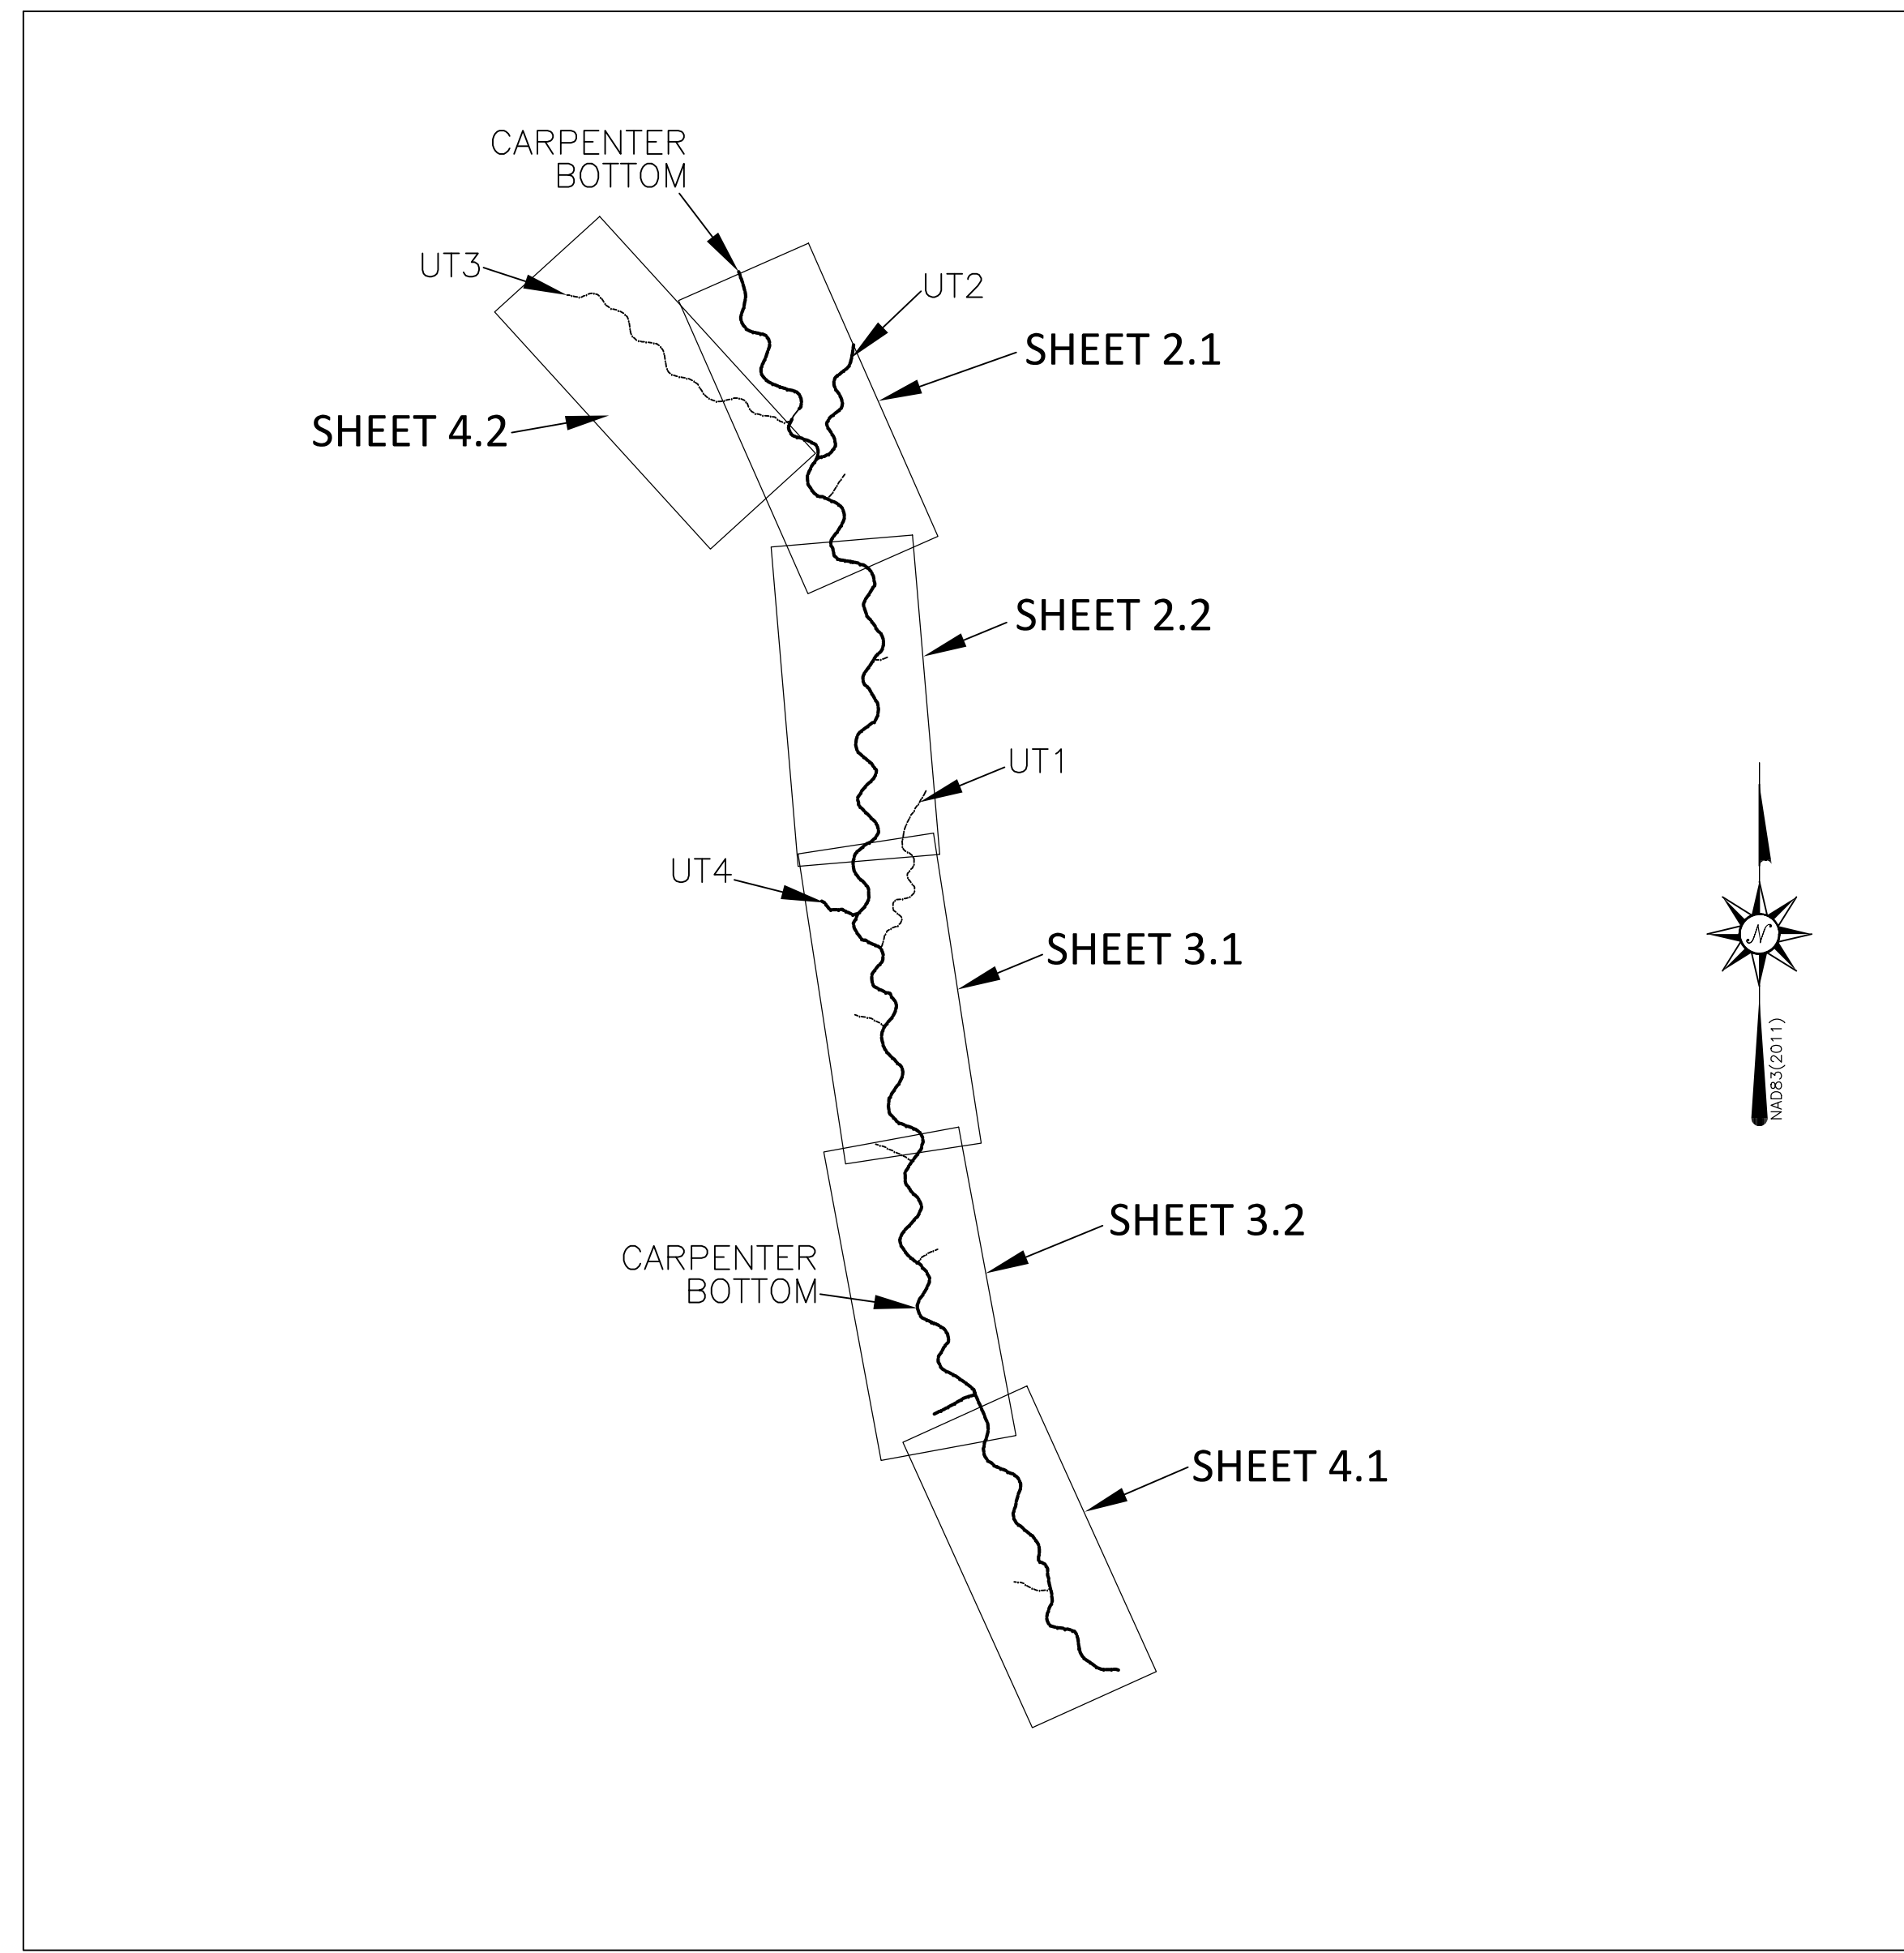 CARPENTER
BOTTOM
UT3
UT2
SHEET 2.1
SHEET 4.2
SHEET 2.2
UT1
UT4
SHEET 3.1
N
NAD83(2011)
SHEET 3.2
CARPENTER
BOTTOM
SHEET 4.1